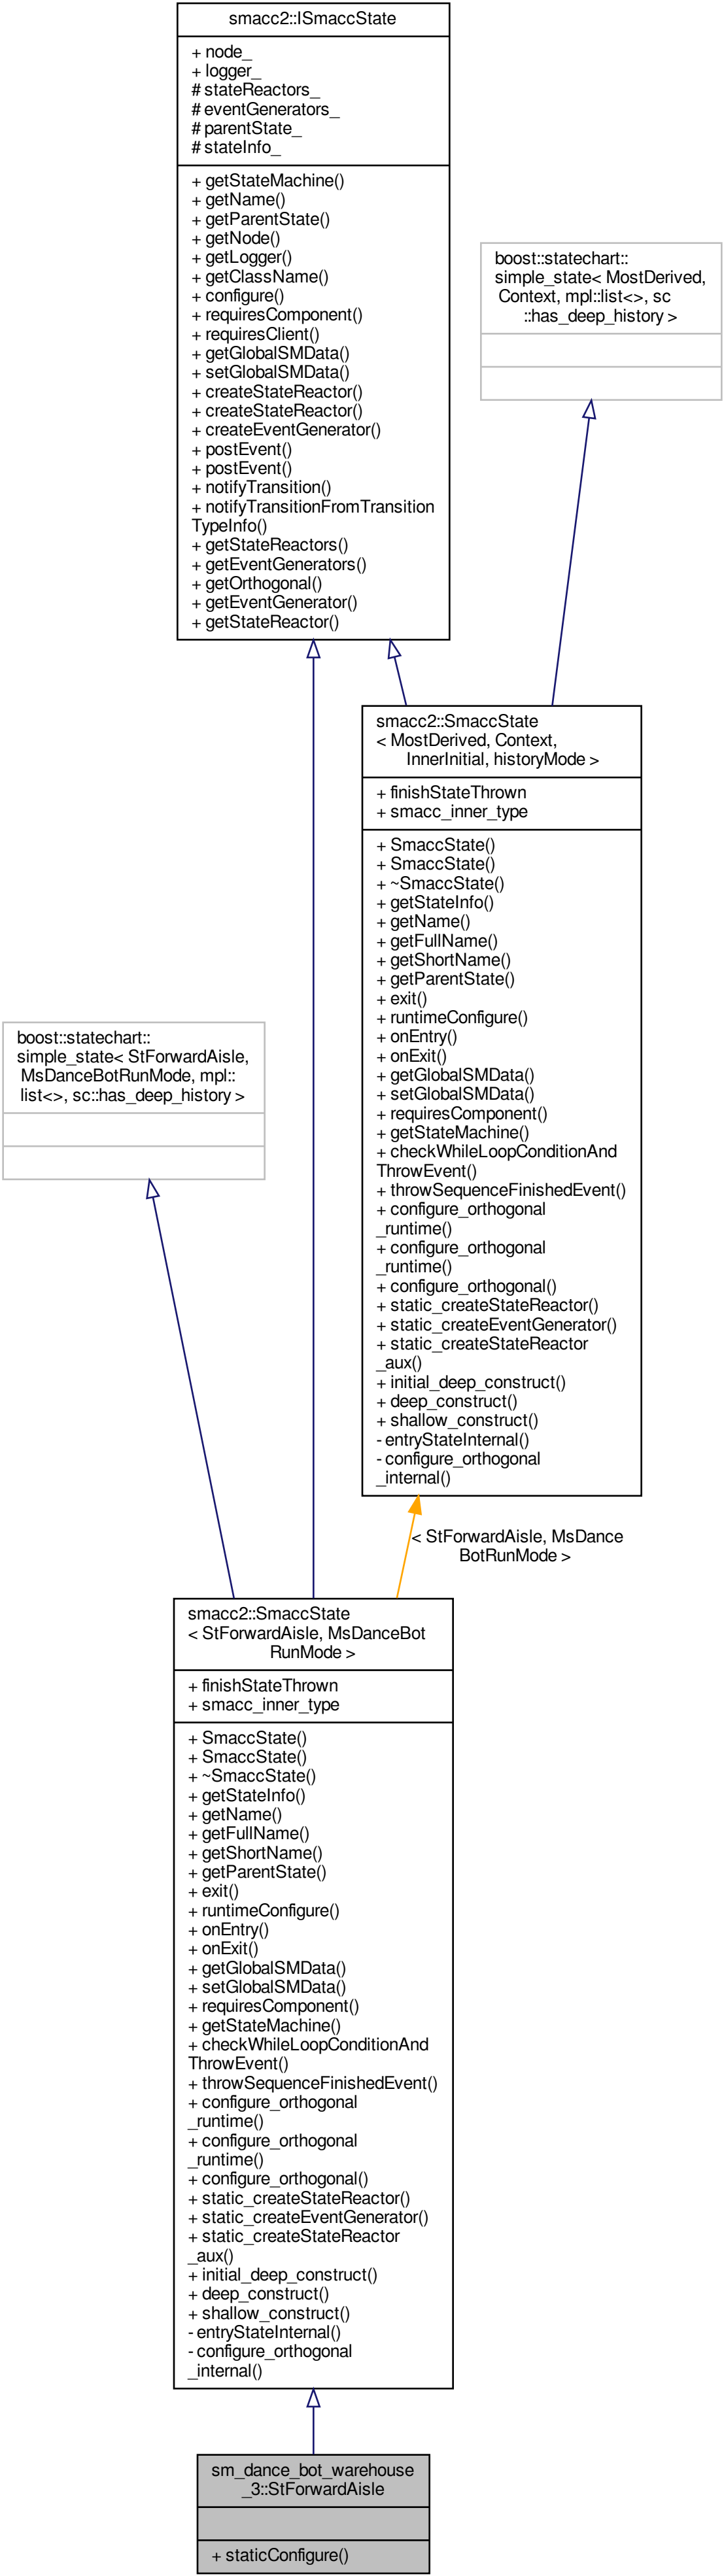 smacc2::ISmaccState
+ node_
+ logger_
# stateReactors_
# eventGenerators_
# parentState_
# stateInfo_
+ getStateMachine()
+ getName()
+ getParentState()
+ getNode()
+ getLogger()
+ getClassName()
+ configure()
+ requiresComponent()
+ requiresClient()
+ getGlobalSMData()
+ setGlobalSMData()
+ createStateReactor()
+ createStateReactor()
+ createEventGenerator()
+ postEvent()
+ postEvent()
+ notifyTransition()
+ notifyTransitionFromTransition
TypeInfo()
+ getStateReactors()
+ getEventGenerators()
+ getOrthogonal()
+ getEventGenerator()
+ getStateReactor()
boost::statechart::
simple_state< MostDerived,
Context, mpl::list<>, sc
::has_deep_history >
smacc2::SmaccState
< MostDerived, Context,
InnerInitial, historyMode >
+ finishStateThrown
+ smacc_inner_type
+ SmaccState()
+ SmaccState()
+ ~SmaccState()
+ getStateInfo()
+ getName()
+ getFullName()
+ getShortName()
+ getParentState()
+ exit()
+ runtimeConfigure()
+ onEntry()
+ onExit()
+ getGlobalSMData()
+ setGlobalSMData()
+ requiresComponent()
+ getStateMachine()
+ checkWhileLoopConditionAnd
ThrowEvent()
+ throwSequenceFinishedEvent()
+ configure_orthogonal
_runtime()
+ configure_orthogonal
_runtime()
+ configure_orthogonal()
+ static_createStateReactor()
+ static_createEventGenerator()
+ static_createStateReactor
_aux()
+ initial_deep_construct()
+ deep_construct()
+ shallow_construct()
- entryStateInternal()
- configure_orthogonal
_internal()
boost::statechart::
simple_state< StForwardAisle,
MsDanceBotRunMode, mpl::
list<>, sc::has_deep_history >
< StForwardAisle, MsDance
BotRunMode >
smacc2::SmaccState
< StForwardAisle, MsDanceBot
RunMode >
+ finishStateThrown
+ smacc_inner_type
+ SmaccState()
+ SmaccState()
+ ~SmaccState()
+ getStateInfo()
+ getName()
+ getFullName()
+ getShortName()
+ getParentState()
+ exit()
+ runtimeConfigure()
+ onEntry()
+ onExit()
+ getGlobalSMData()
+ setGlobalSMData()
+ requiresComponent()
+ getStateMachine()
+ checkWhileLoopConditionAnd
ThrowEvent()
+ throwSequenceFinishedEvent()
+ configure_orthogonal
_runtime()
+ configure_orthogonal
_runtime()
+ configure_orthogonal()
+ static_createStateReactor()
+ static_createEventGenerator()
+ static_createStateReactor
_aux()
+ initial_deep_construct()
+ deep_construct()
+ shallow_construct()
- entryStateInternal()
- configure_orthogonal
_internal()
sm_dance_bot_warehouse
_3::StForwardAisle
+ staticConfigure()